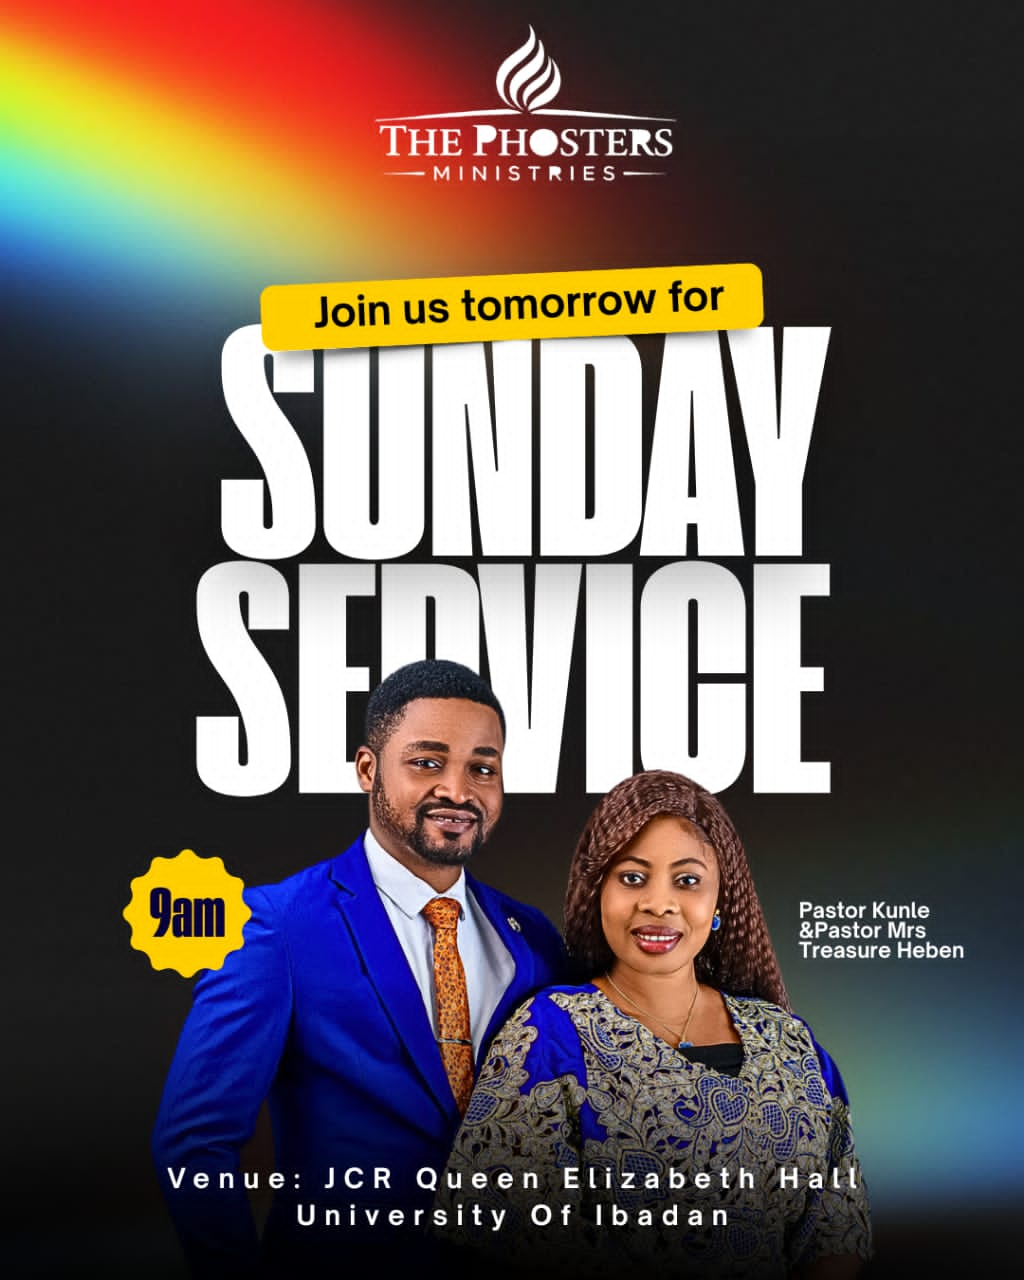 THE PHOSTERS
MINISTRIES
Join us tomorrow for
SUNDAY
SERVICE
9am
Pastor Kunle
&Pastor Mrs
Treasure Heben
Venue: JCR Queen Elizabeth Hall
University Of Ibadan